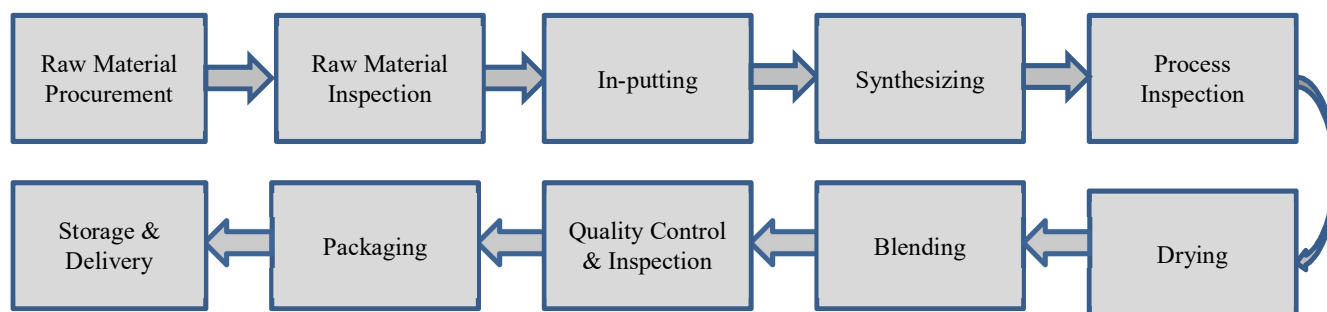 Raw Material
Procurement
Raw Material
Inspection
In-putting
Synthesizing
Process
Inspection
Storage &
Delivery
Packaging
Quality Control
& Inspection
Blending
Drying